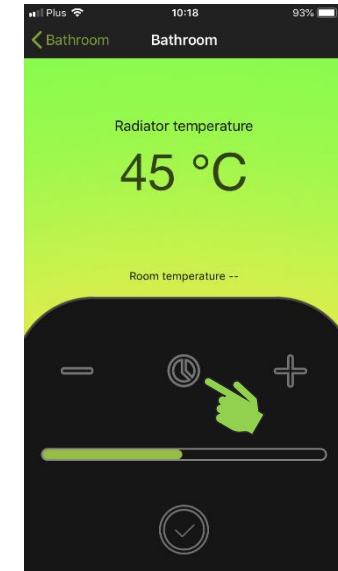 Plus 10:18 93%
Bathroom Bathroom
Radiator temperature
45 °C
Room temperature --